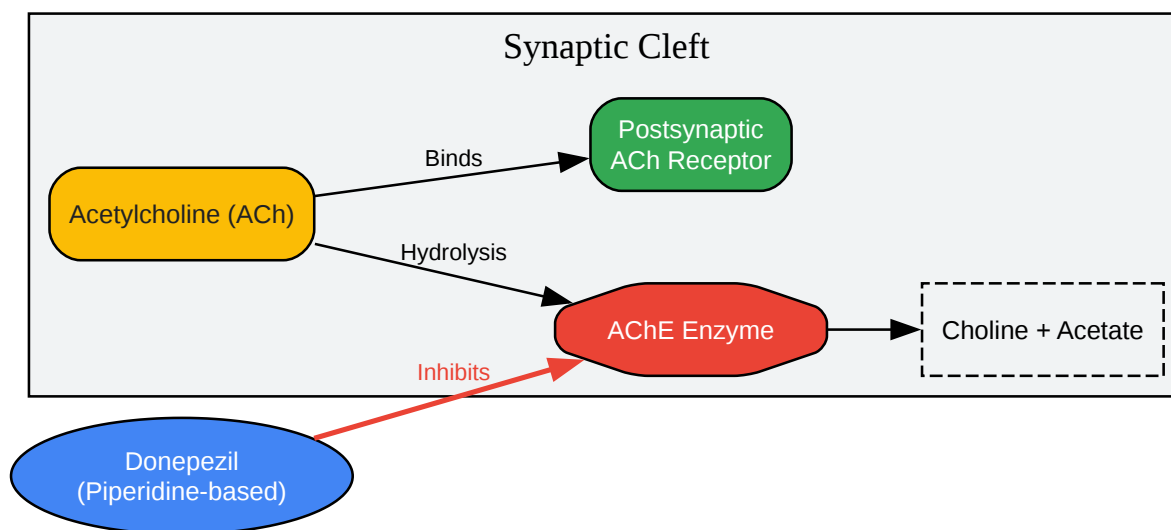 Synaptic Cleft
Postsynaptic
ACh Receptor
Binds
Acetylcholine (ACh)
Hydrolysis
AChE Enzyme
Choline + Acetate
Inhibits
Donepezil
(Piperidine-based)